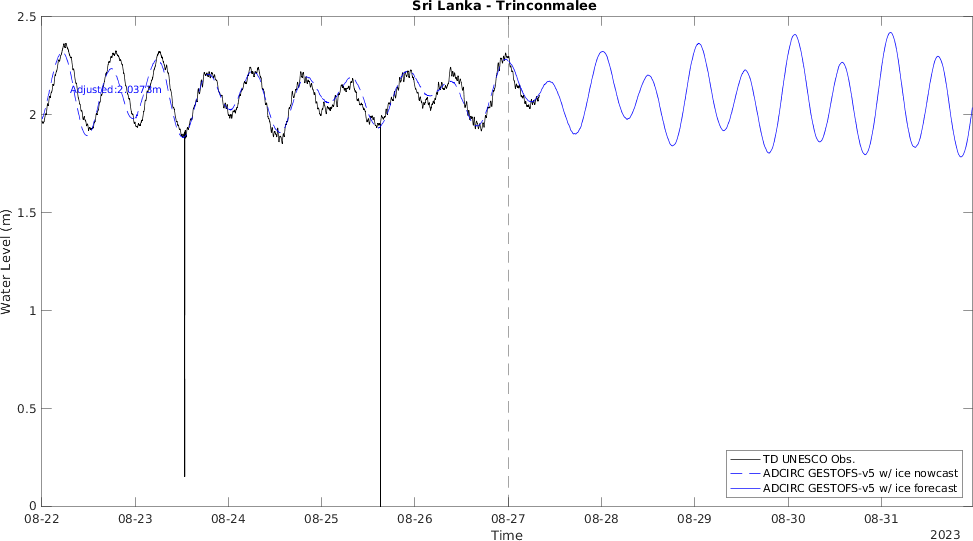 Sri Lanka - Trinconmalee
2.5
2
1.5
1
0.5
0
Water Level (m)
Adjusted:2.0372m
TD UNESCO Obs.
ADCIRC GESTOFS-v5 w/ ice nowcast
ADCIRC GESTOFS-v5 w/ ice forecast
08-22
08-23
08-24
08-25
08-26
08-27
08-28
08-29
08-30
08-31
Time
2023